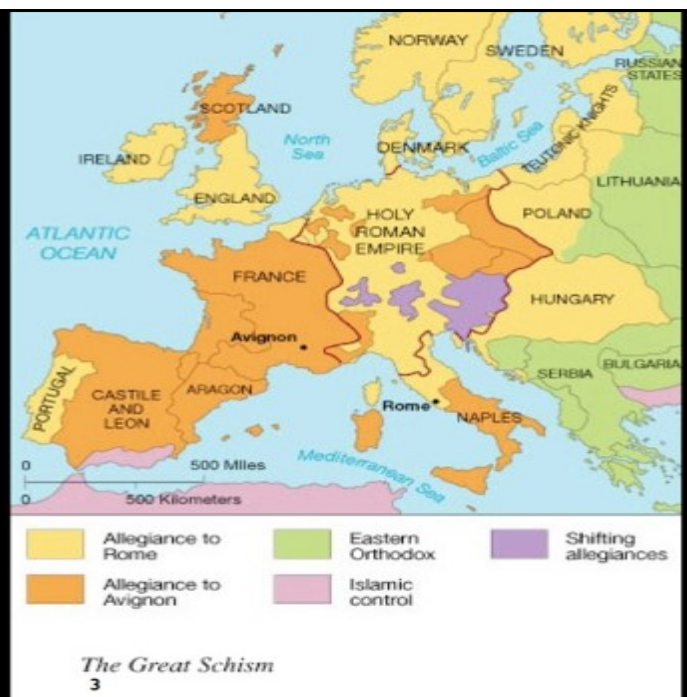 NORWAY
SWEDEN
RUSSIAN
STATES
SCOTLAND
North
Sea
DENMARK
Baltic Sea
TEUTONIC KNIGHTS
IRELAND
ENGLAND
LITHUANIA
HOLY
ROMAN
EMPIRE
POLAND
ATLANTIC
OCEAN
FRANCE
HUNGARY
Avignon
SERBIA
BULGARIA
PORTUGAL
CASTILE
AND
LEON
ARAGON
Rome
NAPLES
Mediterranean Sea
0 500 Miles
0 500 Kilometers
Allegiance to
Rome
Eastern
Orthodox
Shifting
allegiances
Allegiance to
Avignon
Islamic
control
The Great Schism
3